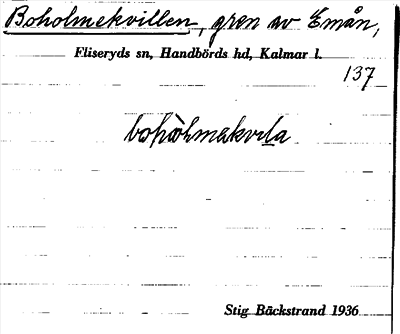 Boholmekvillen, gren av Emån,
Fliseryds sn, Handbörds hd, Kalmar l.
137
Stig Bäckstrand 1936